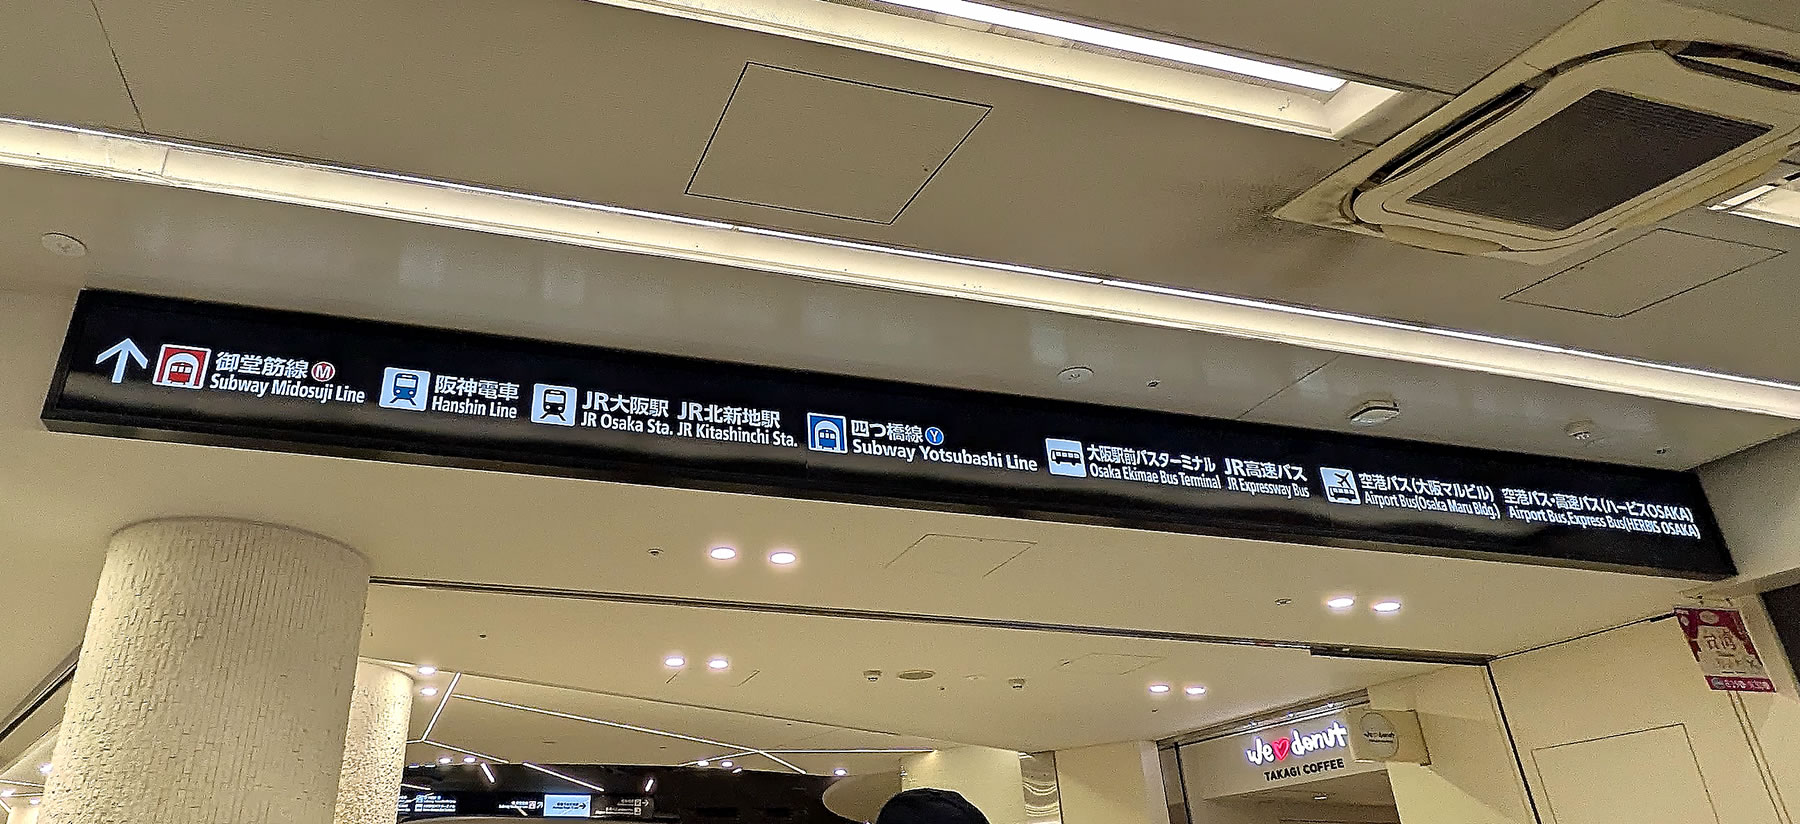 御堂筋線 M
Subway Midosuji Line
阪神電車
Hanshin Line
JR大阪駅 JR北新地駅
JR Osaka Sta. JR Kitashinchi Sta.
四つ橋線 Y
Subway Yotsubashi Line
大阪駅前バスターミナル JR高速バス
Osaka Ekimae Bus Terminal JR Expressway Bus
空港バス(大阪マルビル) 空港バス・高速バス(ハービスOSAKA)
Airport Bus(Osaka Maru Bldg.) Airport Bus,Express Bus(HERBIS OSAKA)
we donut
TAKAGI COFFEE